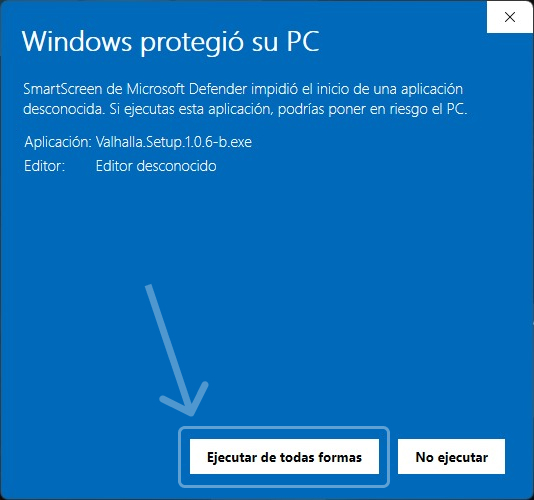 Windows protegió su PC
SmartScreen de Microsoft Defender impidió el inicio de una aplicación
desconocida. Si ejecutas esta aplicación, podrías poner en riesgo el PC.
Aplicación: Valhalla.Setup.1.0.6-b.exe
Editor: Editor desconocido
Ejecutar de todas formas
No ejecutar